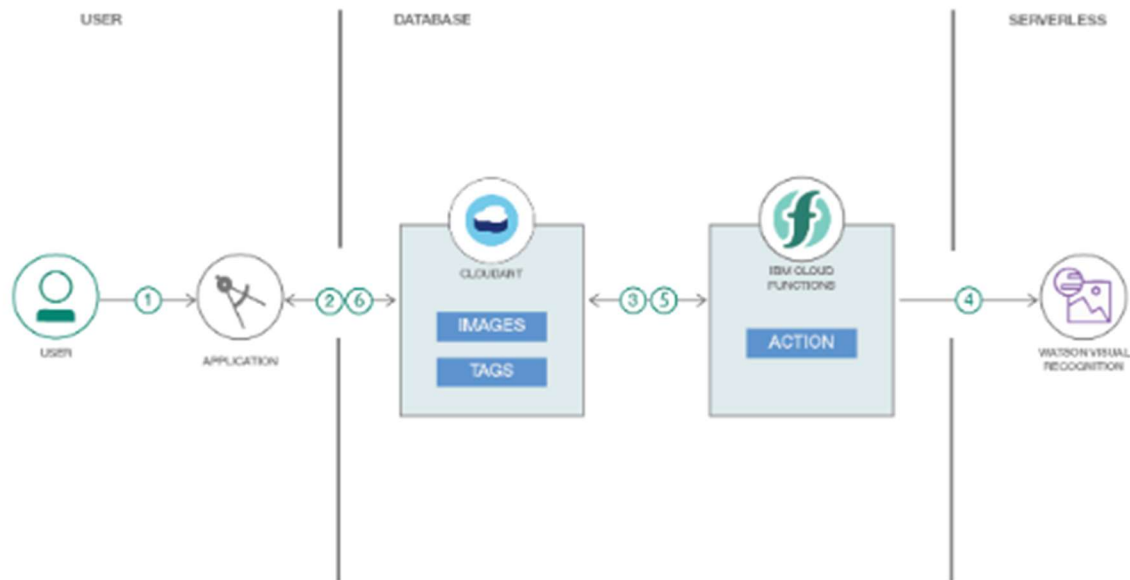 USER
DATABASE
SERVERLESS
CLOUDANT
IBM CLOUD
FUNCTIONS
1
2
6
IMAGES
3
5
ACTION
4
TAGS
USER
APPLICATION
WATSON VISUAL
RECOGNITION